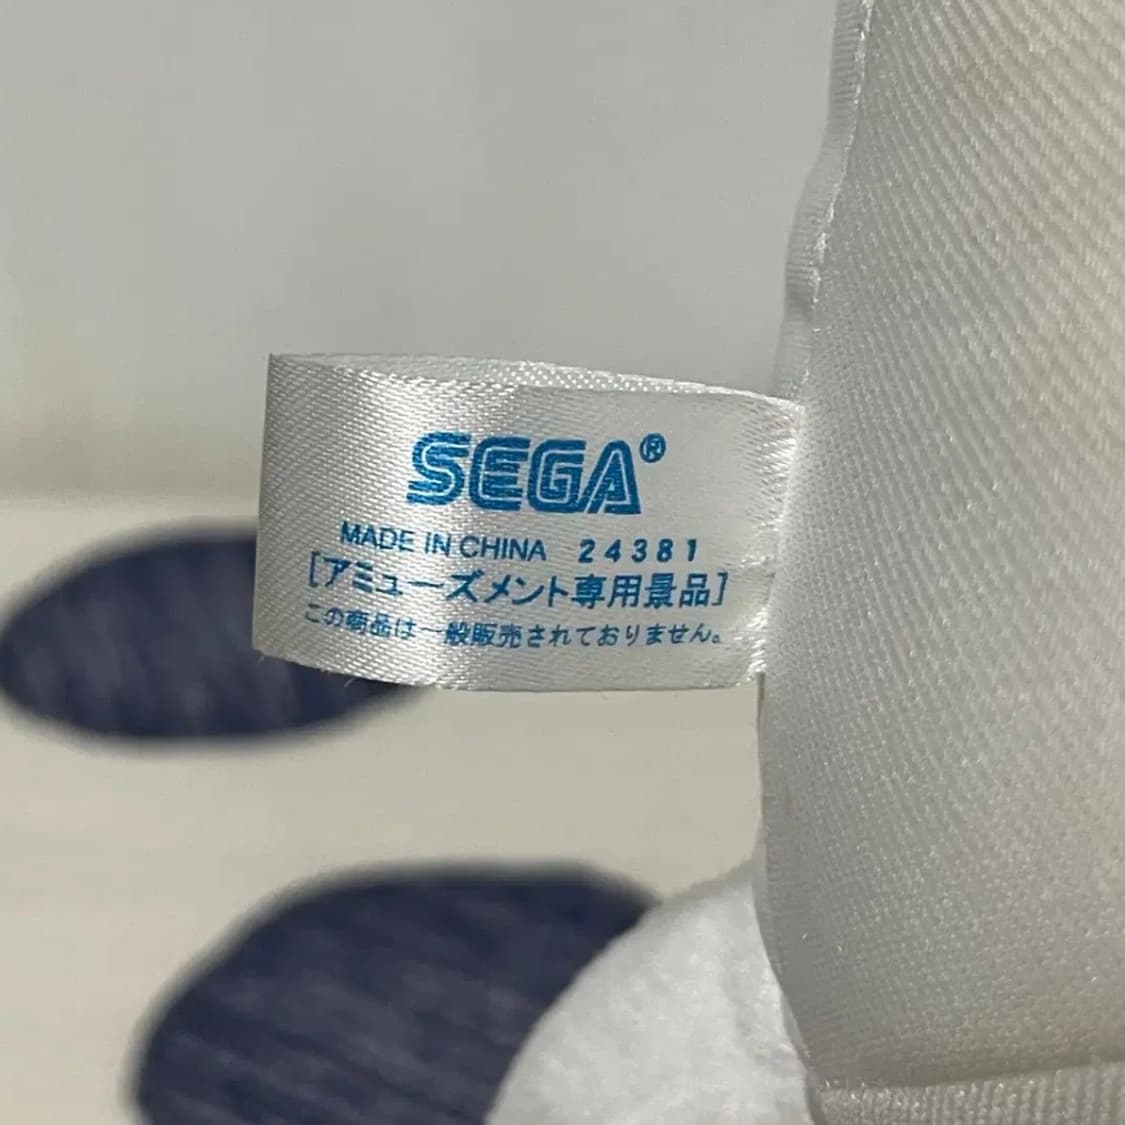 SEGA®
MADE IN CHINA 24381
[アミューズメント専用景品]
この商品は一般販売されておりません。